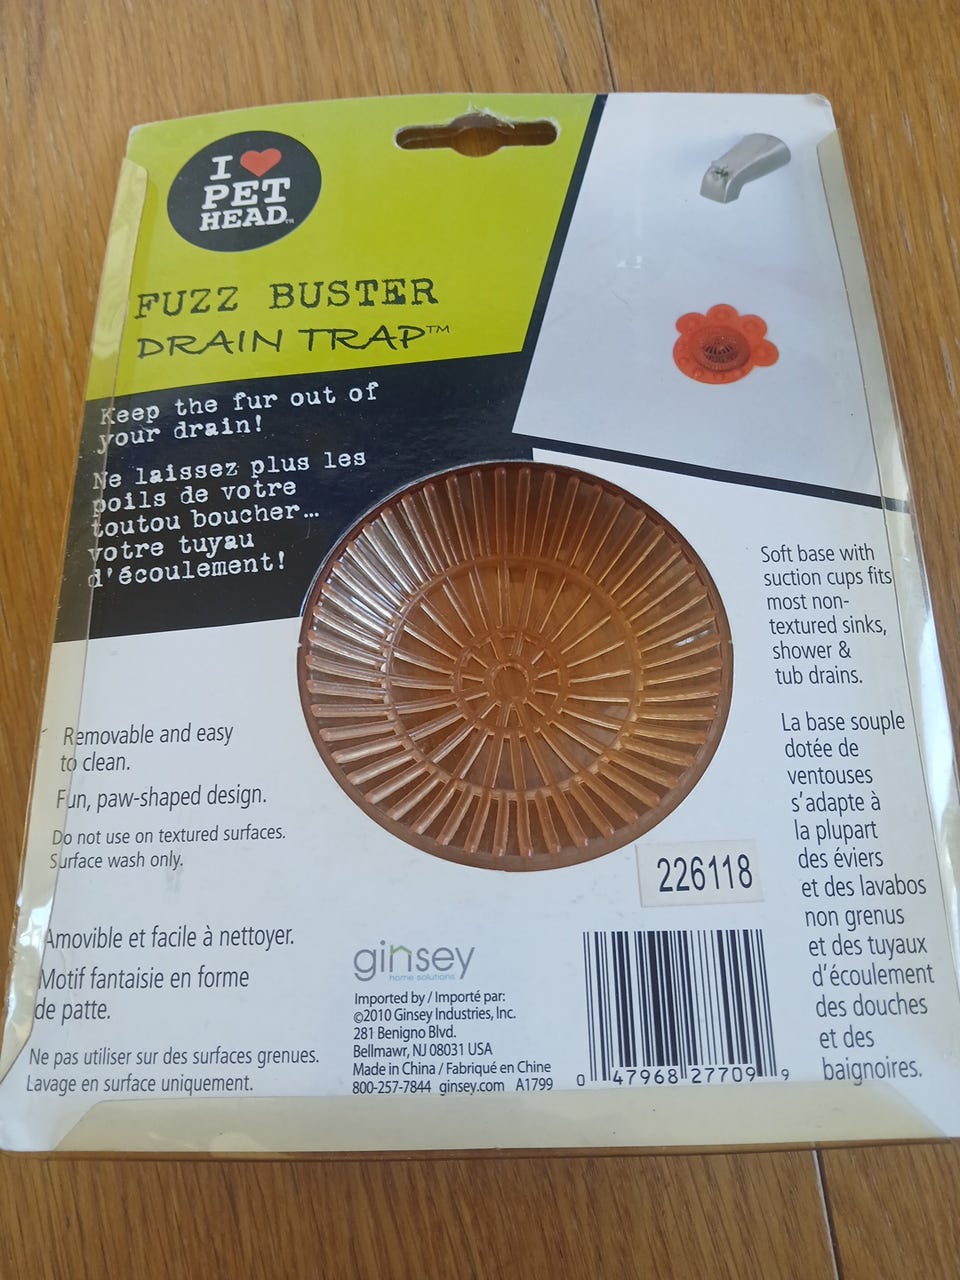 I ❤ PET HEAD™
FUZZ BUSTER
DRAIN TRAP™
Keep the fur out of
your drain!
Ne laissez plus les
poils de votre
toutou boucher...
votre tuyau
d'écoulement!
Soft base with
suction cups fits
most non-
textured sinks,
shower &
tub drains.
La base souple
dotée de
ventouses
s'adapte à
la plupart
des éviers
et des lavabos
non grenus
et des tuyaux
d'écoulement
des douches
et des
baignoires.
Removable and easy
to clean.
Fun, paw-shaped design.
Do not use on textured surfaces.
Surface wash only.
Amovible et facile à nettoyer.
Motif fantaisie en forme
de patte.
Ne pas utiliser sur des surfaces grenues.
Lavage en surface uniquement.
226118
ginsey
home solutions
Imported by / Importé par:
©2010 Ginsey Industries, Inc.
281 Benigno Blvd.
Bellmawr, NJ 08031 USA
Made in China / Fabriqué en Chine
800-257-7844 ginsey.com A1799
0 47968 27709 9